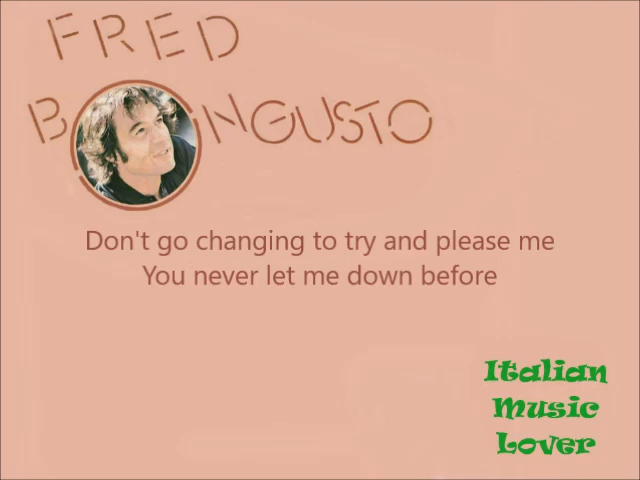 FRED
BONGUSTO
Don't go changing to try and please me
You never let me down before
Italian
Music
Lover